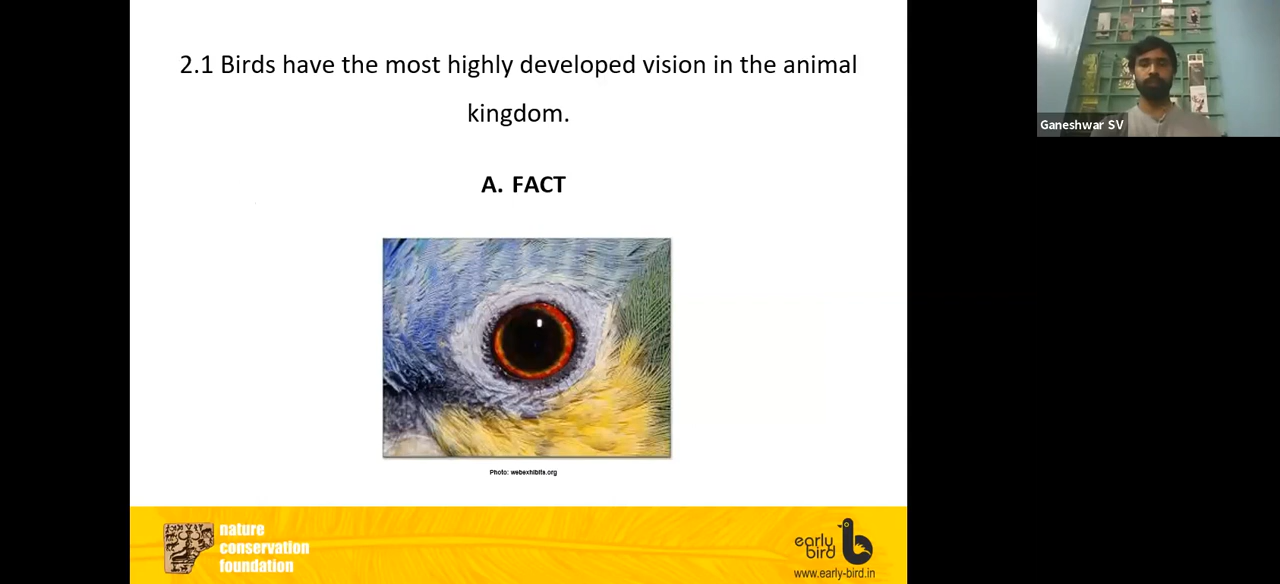 2.1 Birds have the most highly developed vision in the animal
kingdom.
A. FACT
Photo: webexhibits.org
nature
conservation
foundation
early
bird
www.early-bird.in
Ganeshwar SV